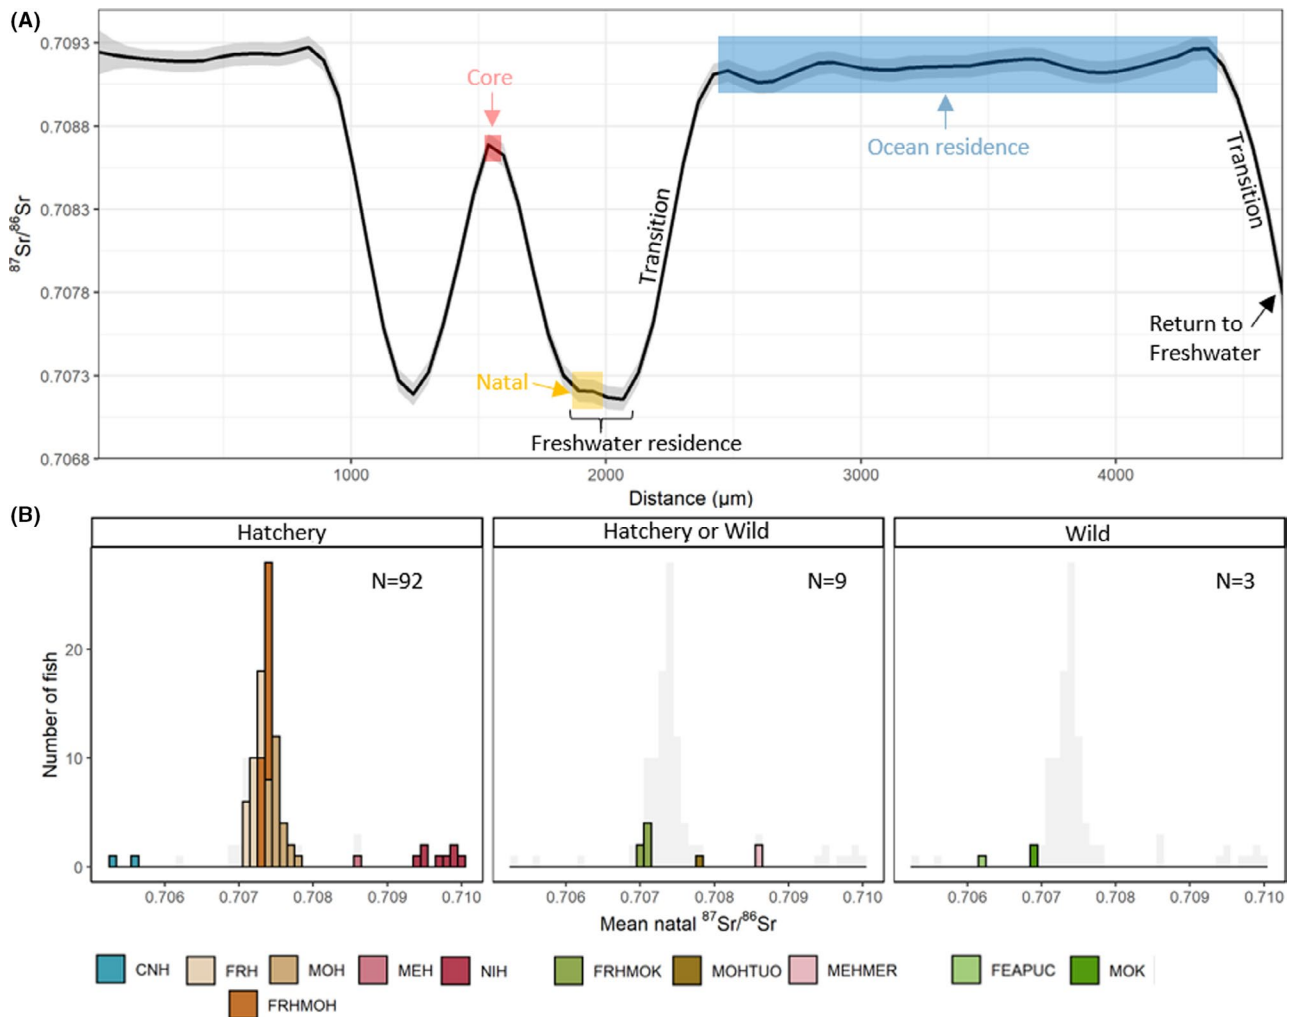 (A)
0.7093
0.7088
0.7083
0.7078
0.7073
0.7068
87Sr/86Sr
Core
Natal
Freshwater residence
Transition
Ocean residence
Transition
Return to
Freshwater
1000
2000
3000
4000
Distance (µm)
(B)
Hatchery
Hatchery or Wild
Wild
N=92
N=9
N=3
20
10
0
Number of fish
0.706 0.707 0.708 0.709 0.710
0.706 0.707 0.708 0.709 0.710
0.706 0.707 0.708 0.709 0.710
Mean natal 87Sr/86Sr
CNH FRH MOH MEH NIH FRHMOK MOHTUO MEHMER FEAPUC MOK
FRHMOH